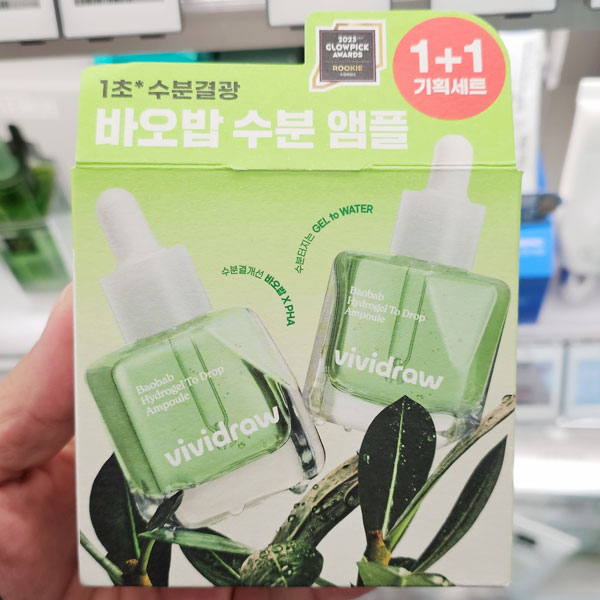 2023
GLOWPICK
AWARDS
ROOKIE
1+1
기획세트
1초* 수분결광
바오밥 수분 앰플
수분터지는 GEL to WATER
수분결개선 바오밥 X PHA
Baobab
Hydrogel To Drop
Ampoule
vividraw
Baobab
Hydrogel To Drop
Ampoule
vividraw